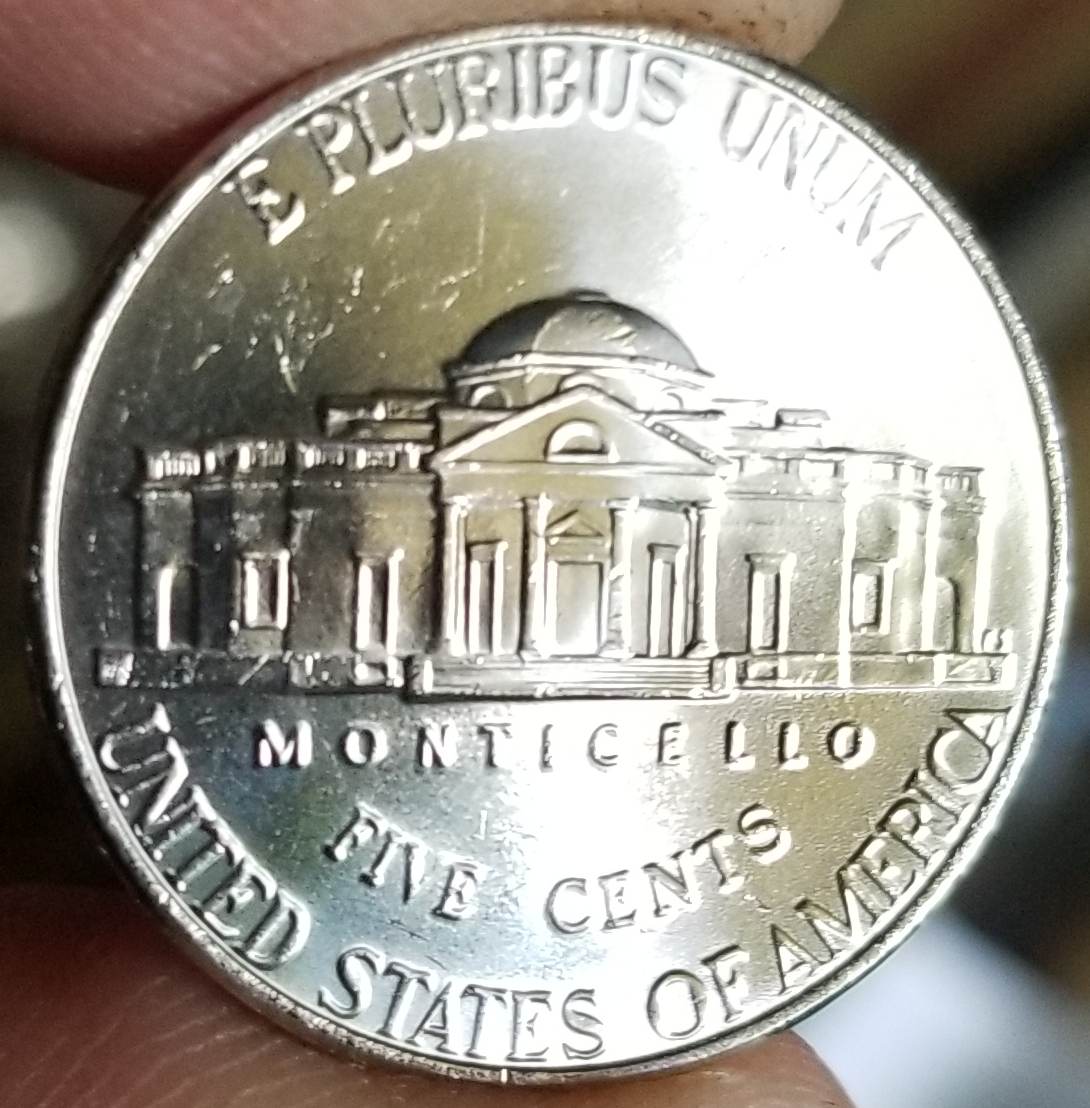 E PLURIBUS UNUM
MONTICELLO
FIVE CENTS
UNITED STATES OF AMERICA